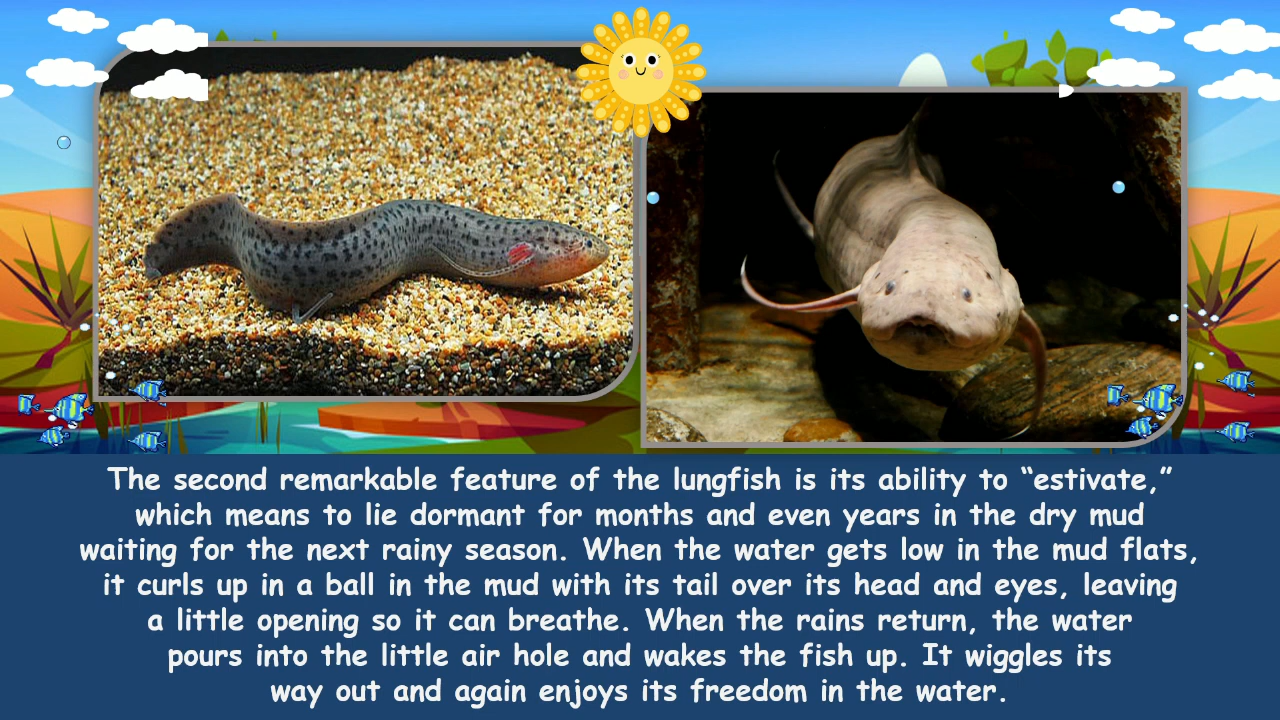 The second remarkable feature of the lungfish is its ability to “estivate,”
which means to lie dormant for months and even years in the dry mud
waiting for the next rainy season. When the water gets low in the mud flats,
it curls up in a ball in the mud with its tail over its head and eyes, leaving
a little opening so it can breathe. When the rains return, the water
pours into the little air hole and wakes the fish up. It wiggles its
way out and again enjoys its freedom in the water.